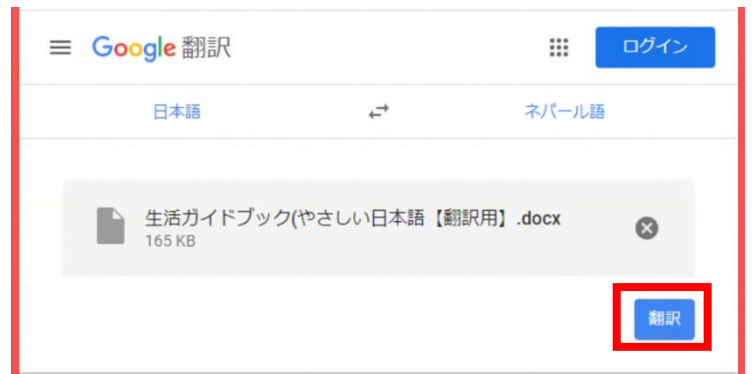 Google 翻訳
ログイン
日本語
ネパール語
生活ガイドブック(やさしい日本語【翻訳用】.docx
165 KB
翻訳